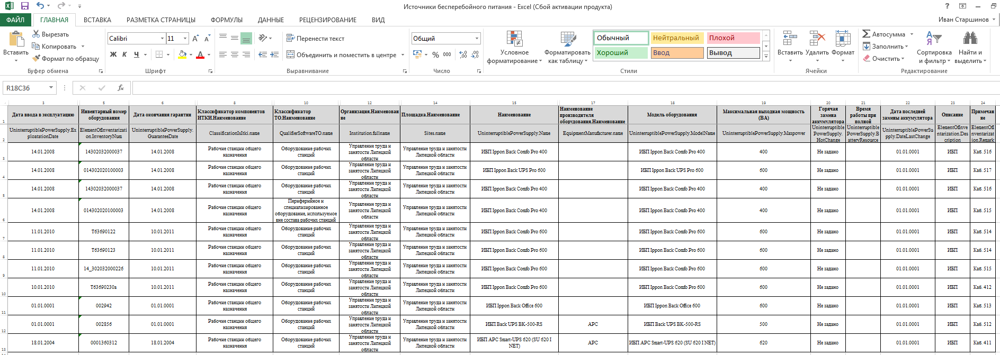 Источники бесперебойного питания - Excel (Сбой активации продукта)
ФАЙЛ ГЛАВНАЯ ВСТАВКА РАЗМЕТКА СТРАНИЦЫ ФОРМУЛЫ ДАННЫЕ РЕЦЕНЗИРОВАНИЕ ВИД Иван Старшинов
Вставить
Вырезать
Копировать
Формат по образцу
Буфер обмена
Calibri 11
Ж К Ч
Шрифт
Перенести текст
Объединить и поместить в центре
Выравнивание
Общий
% 000
Число
Условное форматирование
Форматировать как таблицу
Обычный Нейтральный Плохой
Хороший Ввод Вывод
Стили
Вставить Удалить Формат
Ячейки
Автосумма
Заполнить
Очистить
Сортировка и фильтр
Найти и выделить
Редактирование
R18C36
3 5 6 8 10 12 14 15 17 18 19 20 21 22 23 24
1 Дата ввода в эксплуатацию Инвентарный номер оборудования Дата окончания гарантии Классификатор компонентов ИТКИ.Наименование Классификатор ТО.Наименование Организация.Наименование Площадка.Наименование Наименование Наименование производителя оборудования.Наименование Модель оборудования Максимальная выходная мощность (ВА) Горячая замена аккумулятора Время работы при полной Дата последней замены аккумулятора Описание Примечание
2 UninterruptiblePowerSupply.ExploatationDate ElementOfInventarization.InventoryNum UninterruptiblePowerSupply.GuaranteeDate ClassificationIsItki.name QualifierSoftwareTO.name Institution.fullname Sites.name UninterruptiblePowerSupply.Name EquipmentManufacturer.name UninterruptiblePowerSupply.ModelName UninterruptiblePowerSupply.Maxpower UninterruptiblePowerSupply.HotChange UninterruptiblePowerSupply.BatteryResource UninterruptiblePowerSupply.DateLastChange ElementOfInventarization.Description ElementOfInventarization.Remark
3 14.01.2008 14302032000037 14.01.2008 Рабочие станции общего назначения Оборудование рабочих станций Управление труда и занятости Липецкой области Управление труда и занятости Липецкой области ИБП Ippon Back Comfo Pro 400 ИБП Ippon Back Comfo Pro 400 400 Не задано 01.01.0001 ИБП Каб. 516
4 14.01.2008 014302020100003 14.01.2008 Рабочие станции общего назначения Оборудование рабочих станций Управление труда и занятости Липецкой области Управление труда и занятости Липецкой области ИБП Ippon Back UPS Pro 600 ИБП Ippon Back UPS Pro 600 600 Не задано 01.01.0001 ИБП Каб. 517
5 14.01.2008 14302032000037 14.01.2008 Рабочие станции общего назначения Оборудование рабочих станций Управление труда и занятости Липецкой области Управление труда и занятости Липецкой области ИБП Ippon Back Comfo Pro 400 ИБП Ippon Back Comfo Pro 400 400 Не задано 01.01.0001 ИБП Каб. 516
6 14.01.2008 014302020100003 14.01.2008 Рабочие станции общего назначения Периферийное и специализированное оборудование, используемое вне состава рабочих станций Управление труда и занятости Липецкой области Управление труда и занятости Липецкой области ИБП Ippon Back Comfo Pro 400 ИБП Ippon Back Comfo Pro 400 400 Не задано 01.01.0001 ИБП Каб. 515
7 11.01.2010 T63690122 10.01.2011 Рабочие станции общего назначения Оборудование рабочих станций Управление труда и занятости Липецкой области Управление труда и занятости Липецкой области ИБП Ippon Back Comfo Pro 600 ИБП Ippon Back Comfo Pro 600 600 Не задано 01.01.0001 ИБП Каб. 514
8 11.01.2010 T63690123 10.01.2011 Рабочие станции общего назначения Оборудование рабочих станций Управление труда и занятости Липецкой области Управление труда и занятости Липецкой области ИБП Ippon Back Comfo Pro 600 ИБП Ippon Back Comfo Pro 600 600 Не задано 01.01.0001 ИБП Каб. 514
9 11.01.2010 14_302032000226 10.01.2011 Рабочие станции общего назначения Оборудование рабочих станций Управление труда и занятости Липецкой области Управление труда и занятости Липецкой области ИБП Ippon Back Comfo Pro 600 ИБП Ippon Back Comfo Pro 600 600 Не задано 01.01.0001 ИБП Каб. 515
10 10.01.2010 T63690230a 10.01.2011 Рабочие станции общего назначения Оборудование рабочих станций Управление труда и занятости Липецкой области Управление труда и занятости Липецкой области ИБП Ippon Back Comfo Pro 600 ИБП Ippon Back Comfo Pro 600 600 Не задано 01.01.0001 ИБП Каб. 412
11 01.01.0001 002942 01.01.0001 Рабочие станции общего назначения Оборудование рабочих станций Управление труда и занятости Липецкой области Управление труда и занятости Липецкой области ИБП Ippon Back Office 600 ИБП Ippon Back Office 600 600 Не задано 01.01.0001 ИБП Каб. 513
12 01.01.0001 002856 01.01.0001 Рабочие станции общего назначения Оборудование рабочих станций Управление труда и занятости Липецкой области Управление труда и занятости Липецкой области ИБП Back UPS BK-500-RS APC ИБП Back UPS BK-500-RS 500 Не задано 01.01.0001 ИБП Каб. 512
13 18.01.2004 0001360312 18.01.2004 Рабочие станции общего назначения Оборудование рабочих станций Управление труда и занятости Липецкой области Управление труда и занятости Липецкой области ИБП APC Smart-UPS 620 (SU 620 I NET) APC ИБП APC Smart-UPS 620 (SU 620 I NET) 620 Не задано 01.01.0001 ИБП Каб. 411